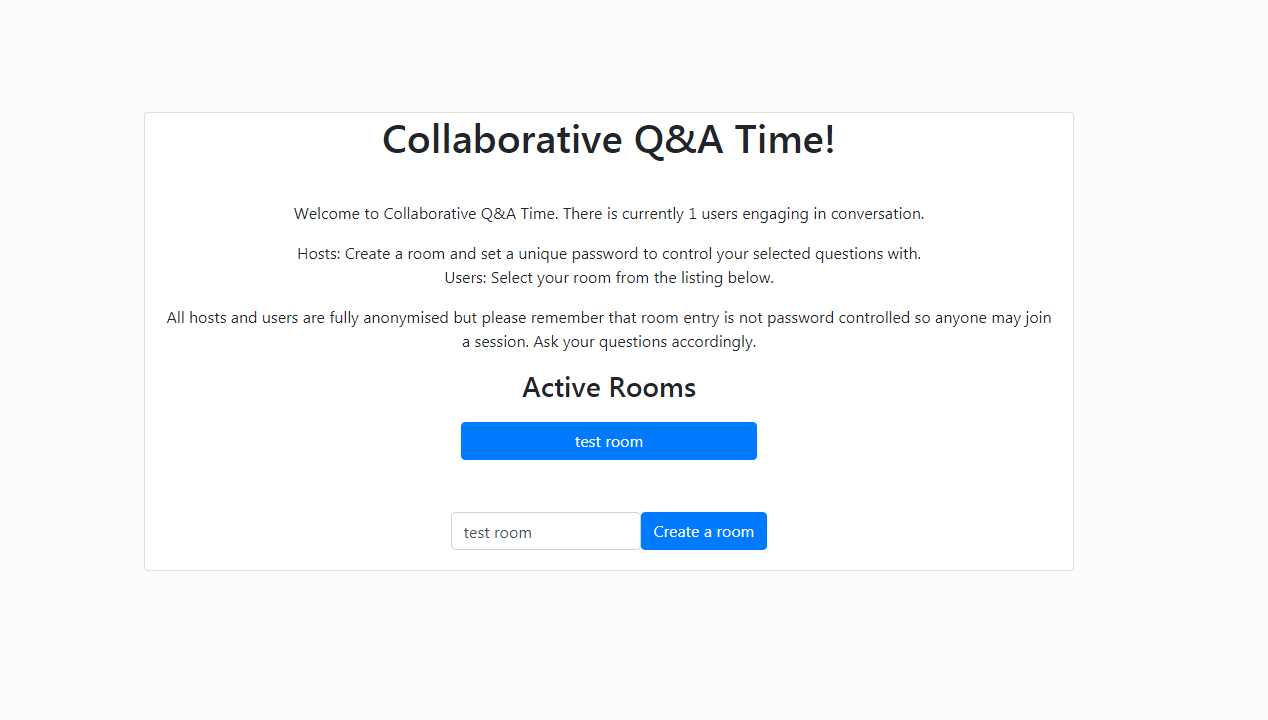 Collaborative Q&A Time!
Welcome to Collaborative Q&A Time. There is currently 1 users engaging in conversation.
Hosts: Create a room and set a unique password to control your selected questions with.
Users: Select your room from the listing below.
All hosts and users are fully anonymised but please remember that room entry is not password controlled so anyone may join
a session. Ask your questions accordingly.
Active Rooms
test room
test room
Create a room